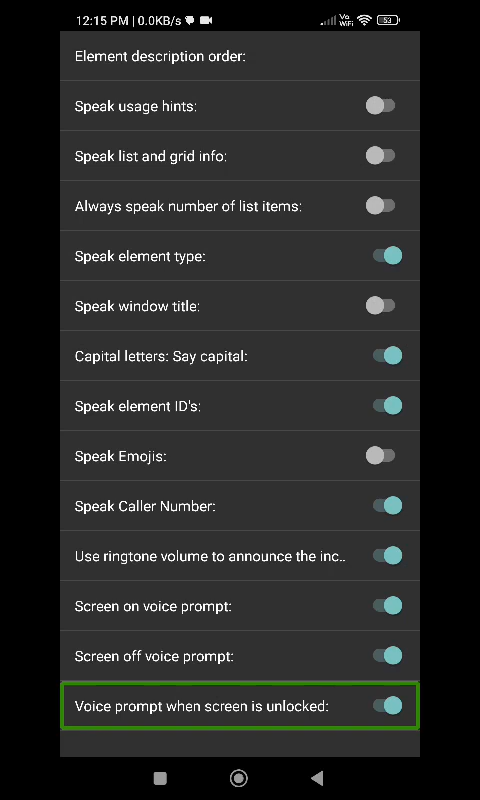 12:15 PM | 0.0KB/s
Vo
WiFi
53
Element description order:
Speak usage hints:
Speak list and grid info:
Always speak number of list items:
Speak element type:
Speak window title:
Capital letters: Say capital:
Speak element ID's:
Speak Emojis:
Speak Caller Number:
Use ringtone volume to announce the inc..
Screen on voice prompt:
Screen off voice prompt:
Voice prompt when screen is unlocked: